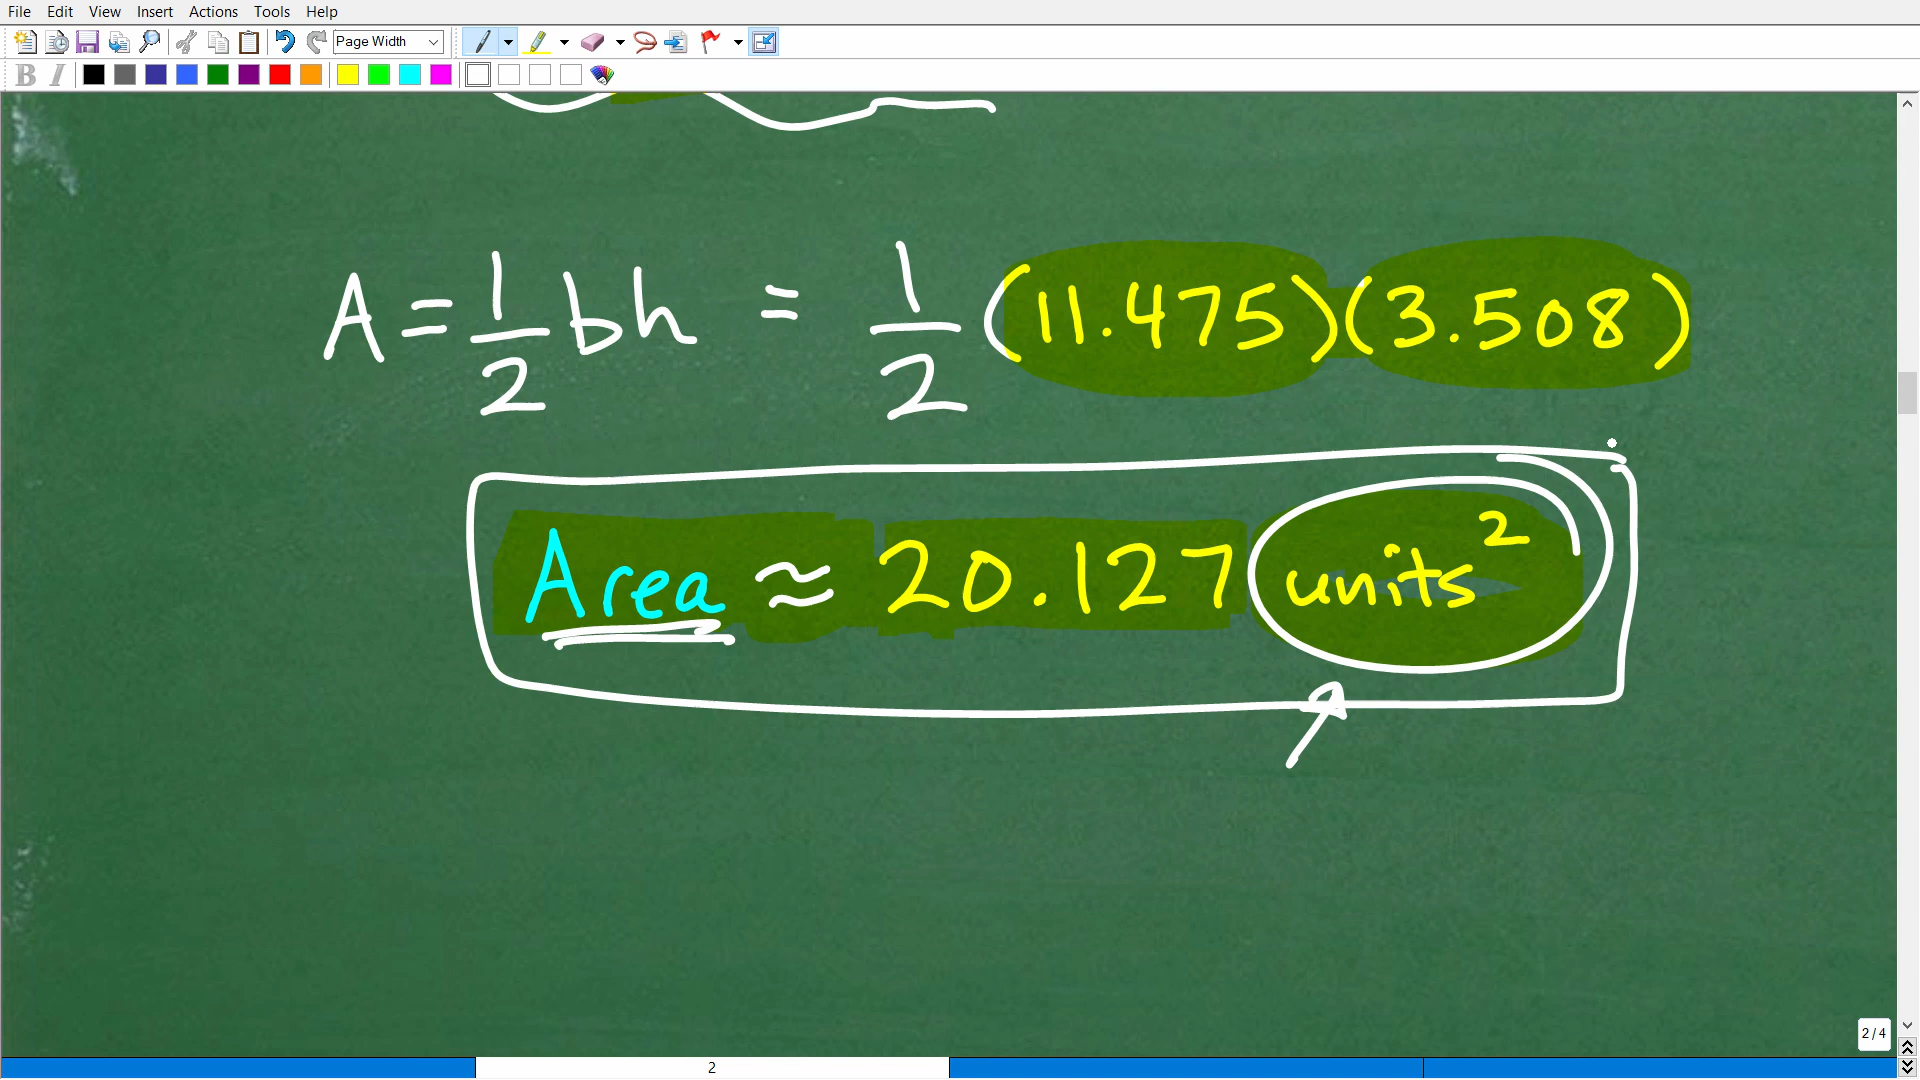 File Edit View Insert Actions Tools Help
Page Width
B I
A = 1/2 bh = 1/2 (11.475)(3.508)
Area ≈ 20.127 units²
2 / 4
2